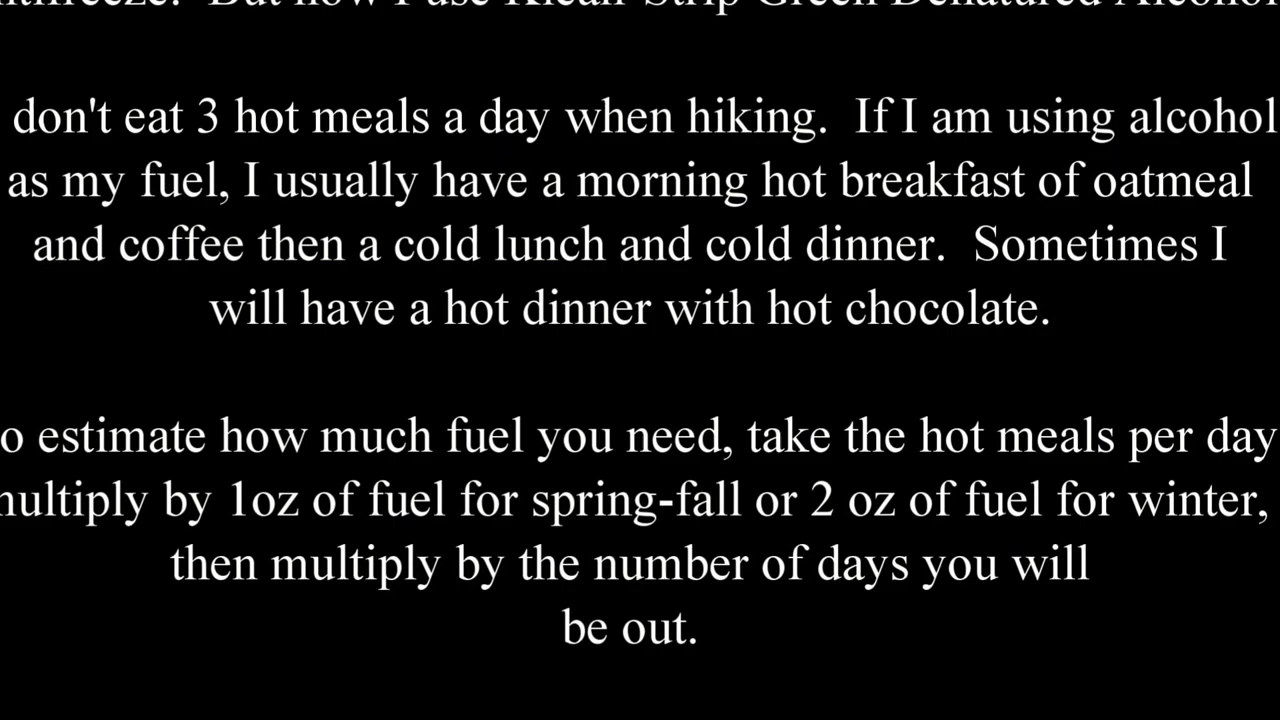 But now I use Klean-Strip Green Denatured Alcohol
don't eat 3 hot meals a day when hiking.  If I am using alcohol
as my fuel, I usually have a morning hot breakfast of oatmeal
and coffee then a cold lunch and cold dinner.  Sometimes I
will have a hot dinner with hot chocolate.
o estimate how much fuel you need, take the hot meals per day
multiply by 1oz of fuel for spring-fall or 2 oz of fuel for winter,
then multiply by the number of days you will
be out.